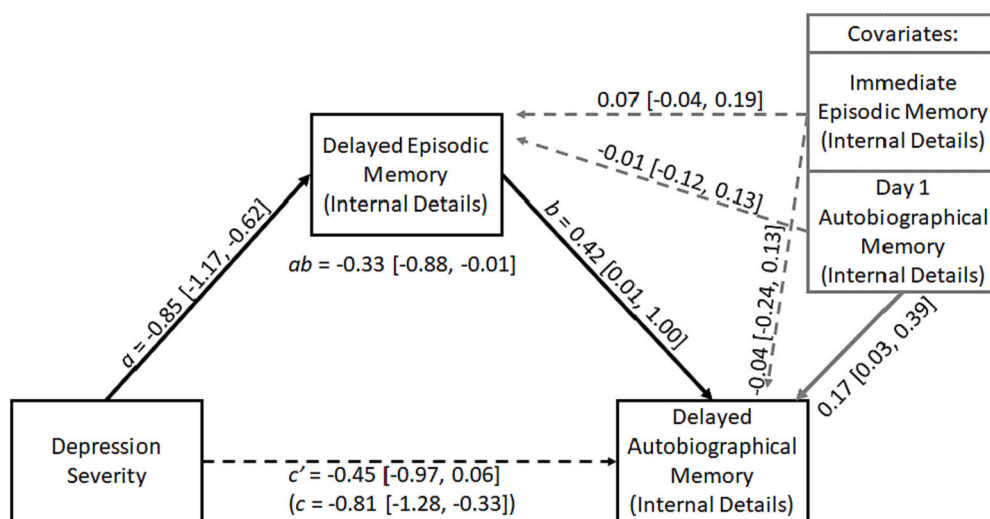 Covariates:
Immediate
Episodic Memory
(Internal Details)
Day 1
Autobiographical
Memory
(Internal Details)
0.07 [-0.04, 0.19]
-0.01 [-0.12, 0.13]
Delayed Episodic
Memory
(Internal Details)
ab = -0.33 [-0.88, -0.01]
a = -0.85 [-1.17, -0.62]
b = 0.42 [0.01, 1.00]
-0.04 [-0.24, 0.13]
0.17 [0.03, 0.39]
Depression
Severity
c’ = -0.45 [-0.97, 0.06]
(c = -0.81 [-1.28, -0.33])
Delayed
Autobiographical
Memory
(Internal Details)